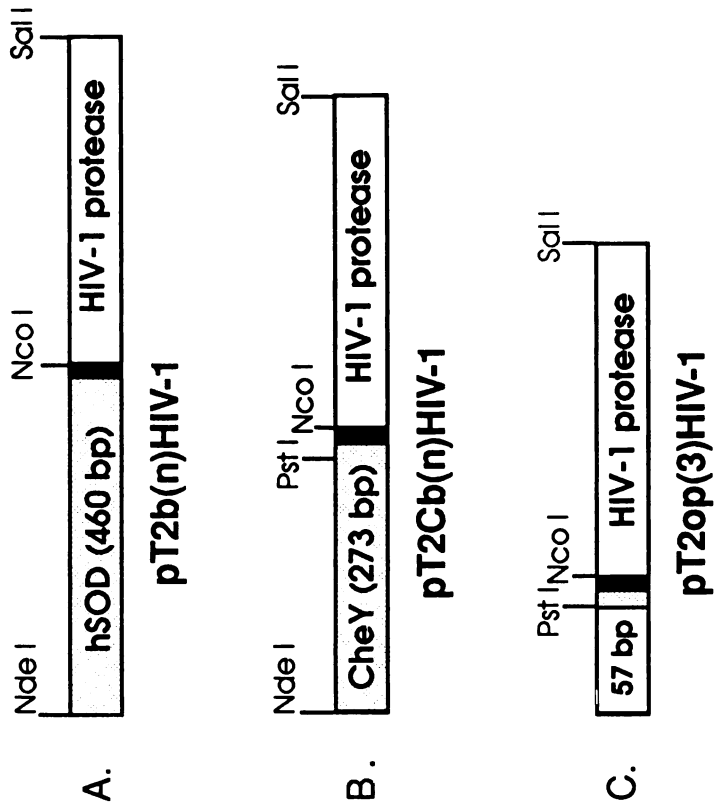 A.
Nde I Nco I Sal I
hSOD (460 bp) HIV-1 protease
pT2b(n)HIV-1
B.
Nde I Pst I Nco I Sal I
CheY (273 bp) HIV-1 protease
pT2Cb(n)HIV-1
C.
Pst I Nco I Sal I
57 bp HIV-1 protease
pT2op(3)HIV-1